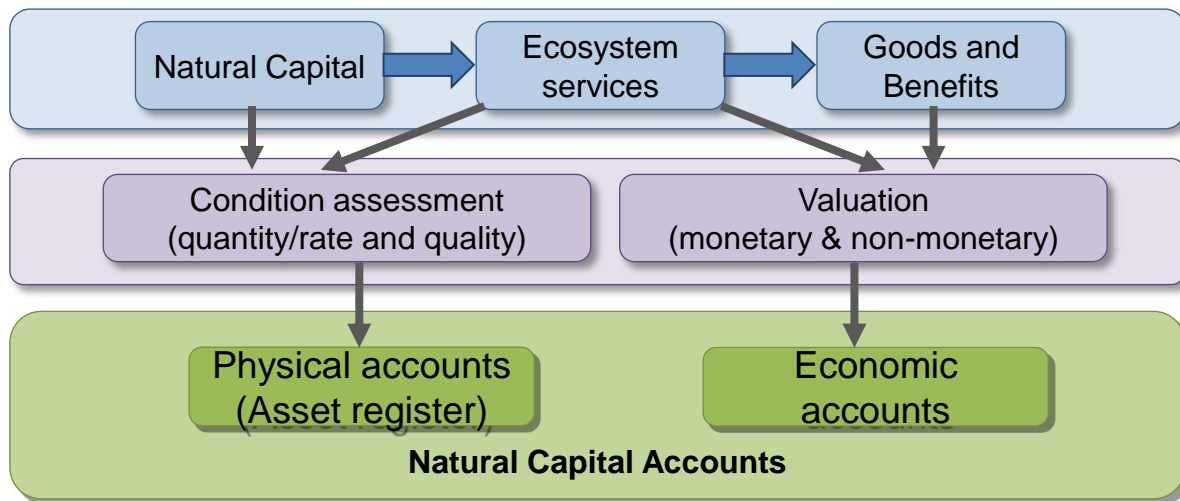 Natural Capital
Ecosystem
services
Goods and
Benefits
Condition assessment
(quantity/rate and quality)
Valuation
(monetary & non-monetary)
Physical accounts
(Asset register)
Economic
accounts
Natural Capital Accounts